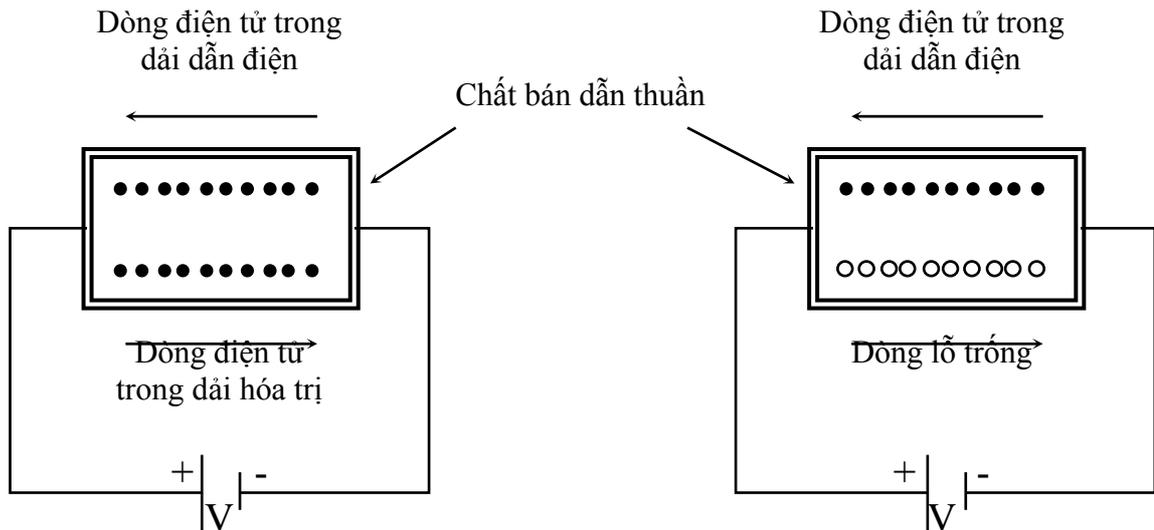 Dòng điện tử trong
dải dẫn điện
Dòng điện tử trong
dải dẫn điện
Chất bán dẫn thuần
Dòng điện tử
trong dải hóa trị
Dòng lỗ trống
+ -
V
+ -
V